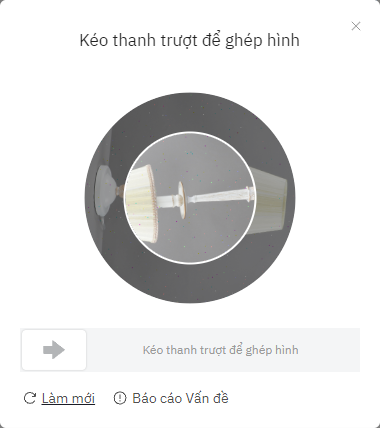 Kéo thanh trượt để ghép hình
Kéo thanh trượt để ghép hình
Làm mới
Báo cáo Vấn đề